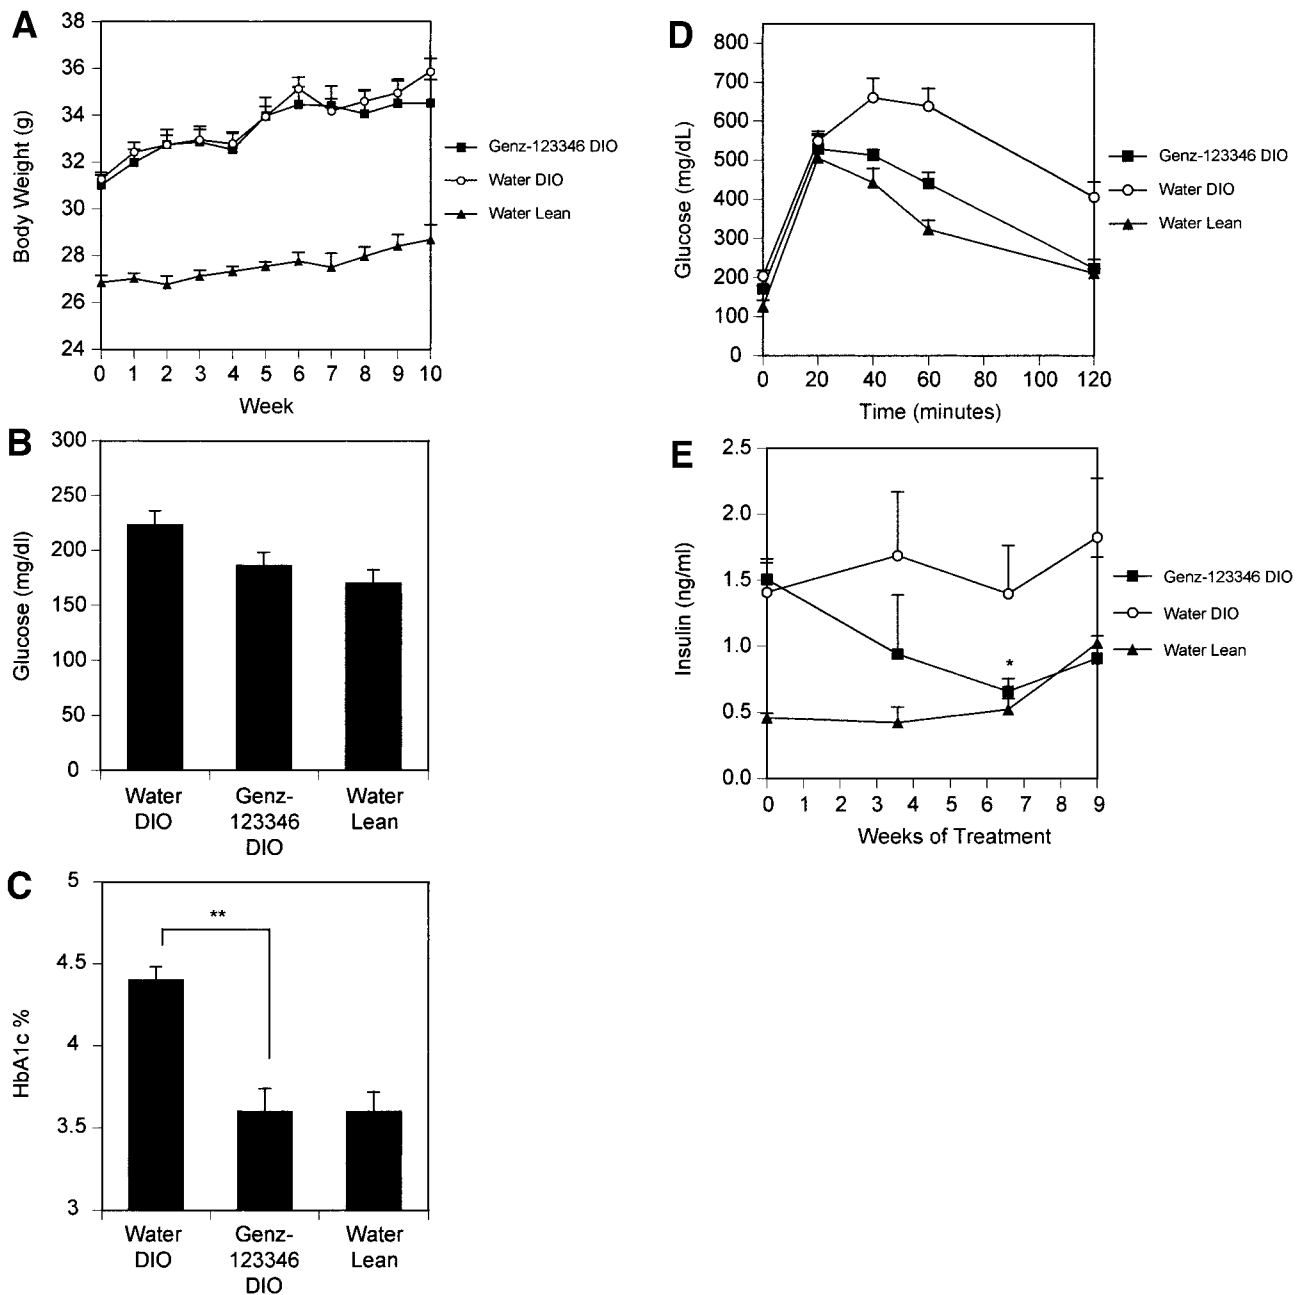 A
38
36
34
32
30
28
26
24
Body Weight (g)
0 1 2 3 4 5 6 7 8 9 10
Week
Genz-123346 DIO
Water DIO
Water Lean
B
300
250
200
150
100
50
0
Glucose (mg/dl)
Water DIO
Genz-123346 DIO
Water Lean
C
5
4.5
4
3.5
3
HbA1c %
**
Water DIO
Genz-123346 DIO
Water Lean
D
800
700
600
500
400
300
200
100
0
Glucose (mg/dL)
0 20 40 60 80 100 120
Time (minutes)
Genz-123346 DIO
Water DIO
Water Lean
E
2.5
2.0
1.5
1.0
0.5
0.0
Insulin (ng/ml)
*
0 1 2 3 4 5 6 7 8 9
Weeks of Treatment
Genz-123346 DIO
Water DIO
Water Lean